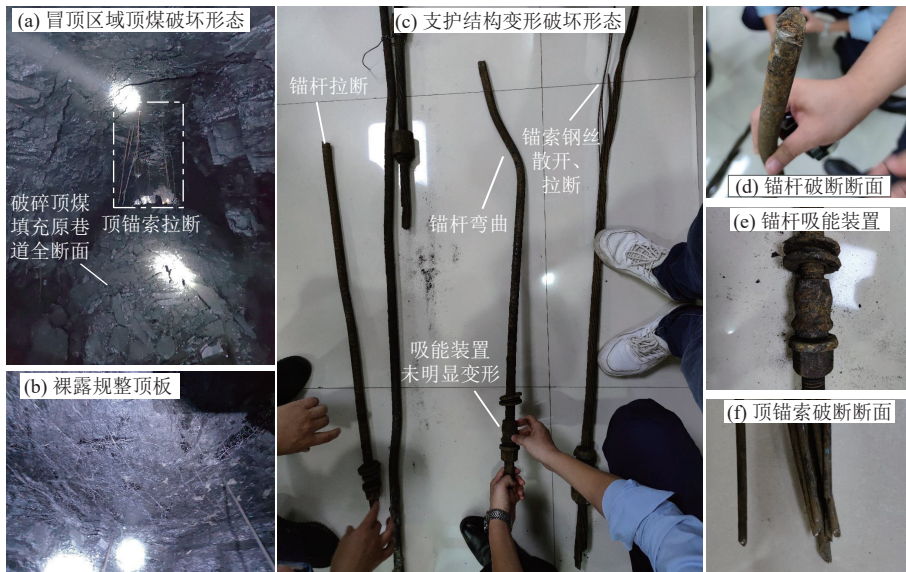 (a) 冒顶区域顶煤破坏形态
破碎顶煤
填充原巷
道全断面
顶锚索拉断
(b) 裸露规整顶板
(c) 支护结构变形破坏形态
锚杆拉断
锚杆弯曲
锚索钢丝
散开、
拉断
吸能装置
未明显变形
(d) 锚杆破断断面
(e) 锚杆吸能装置
(f) 顶锚索破断断面